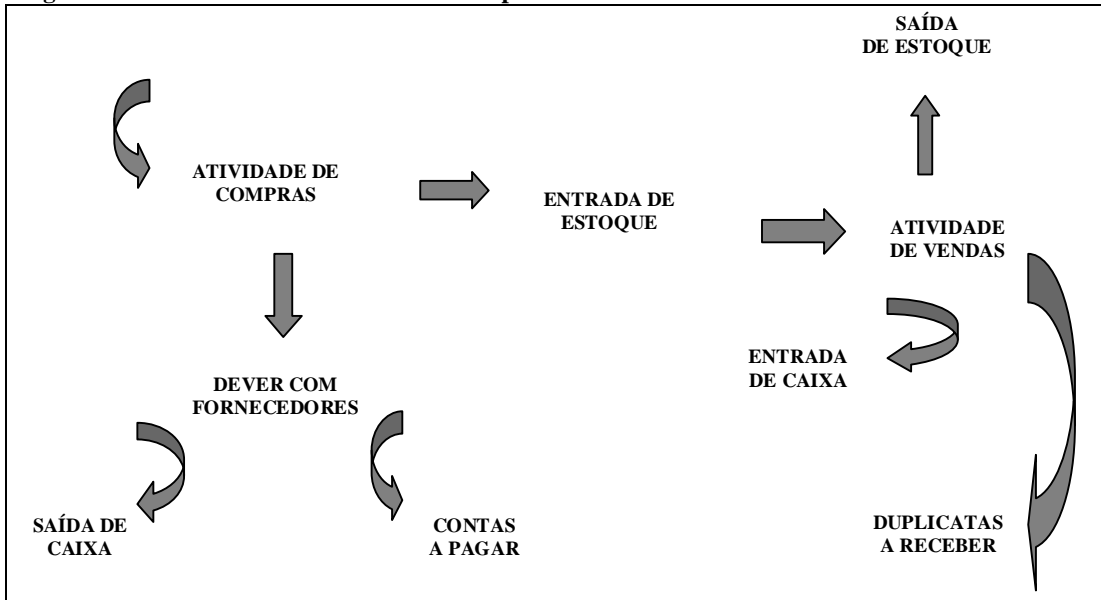 SAÍDA
DE ESTOQUE
ATIVIDADE DE
COMPRAS
ENTRADA DE
ESTOQUE
ATIVIDADE
DE VENDAS
ENTRADA
DE CAIXA
DEVER COM
FORNECEDORES
SAÍDA DE
CAIXA
CONTAS
A PAGAR
DUPLICATAS
A RECEBER